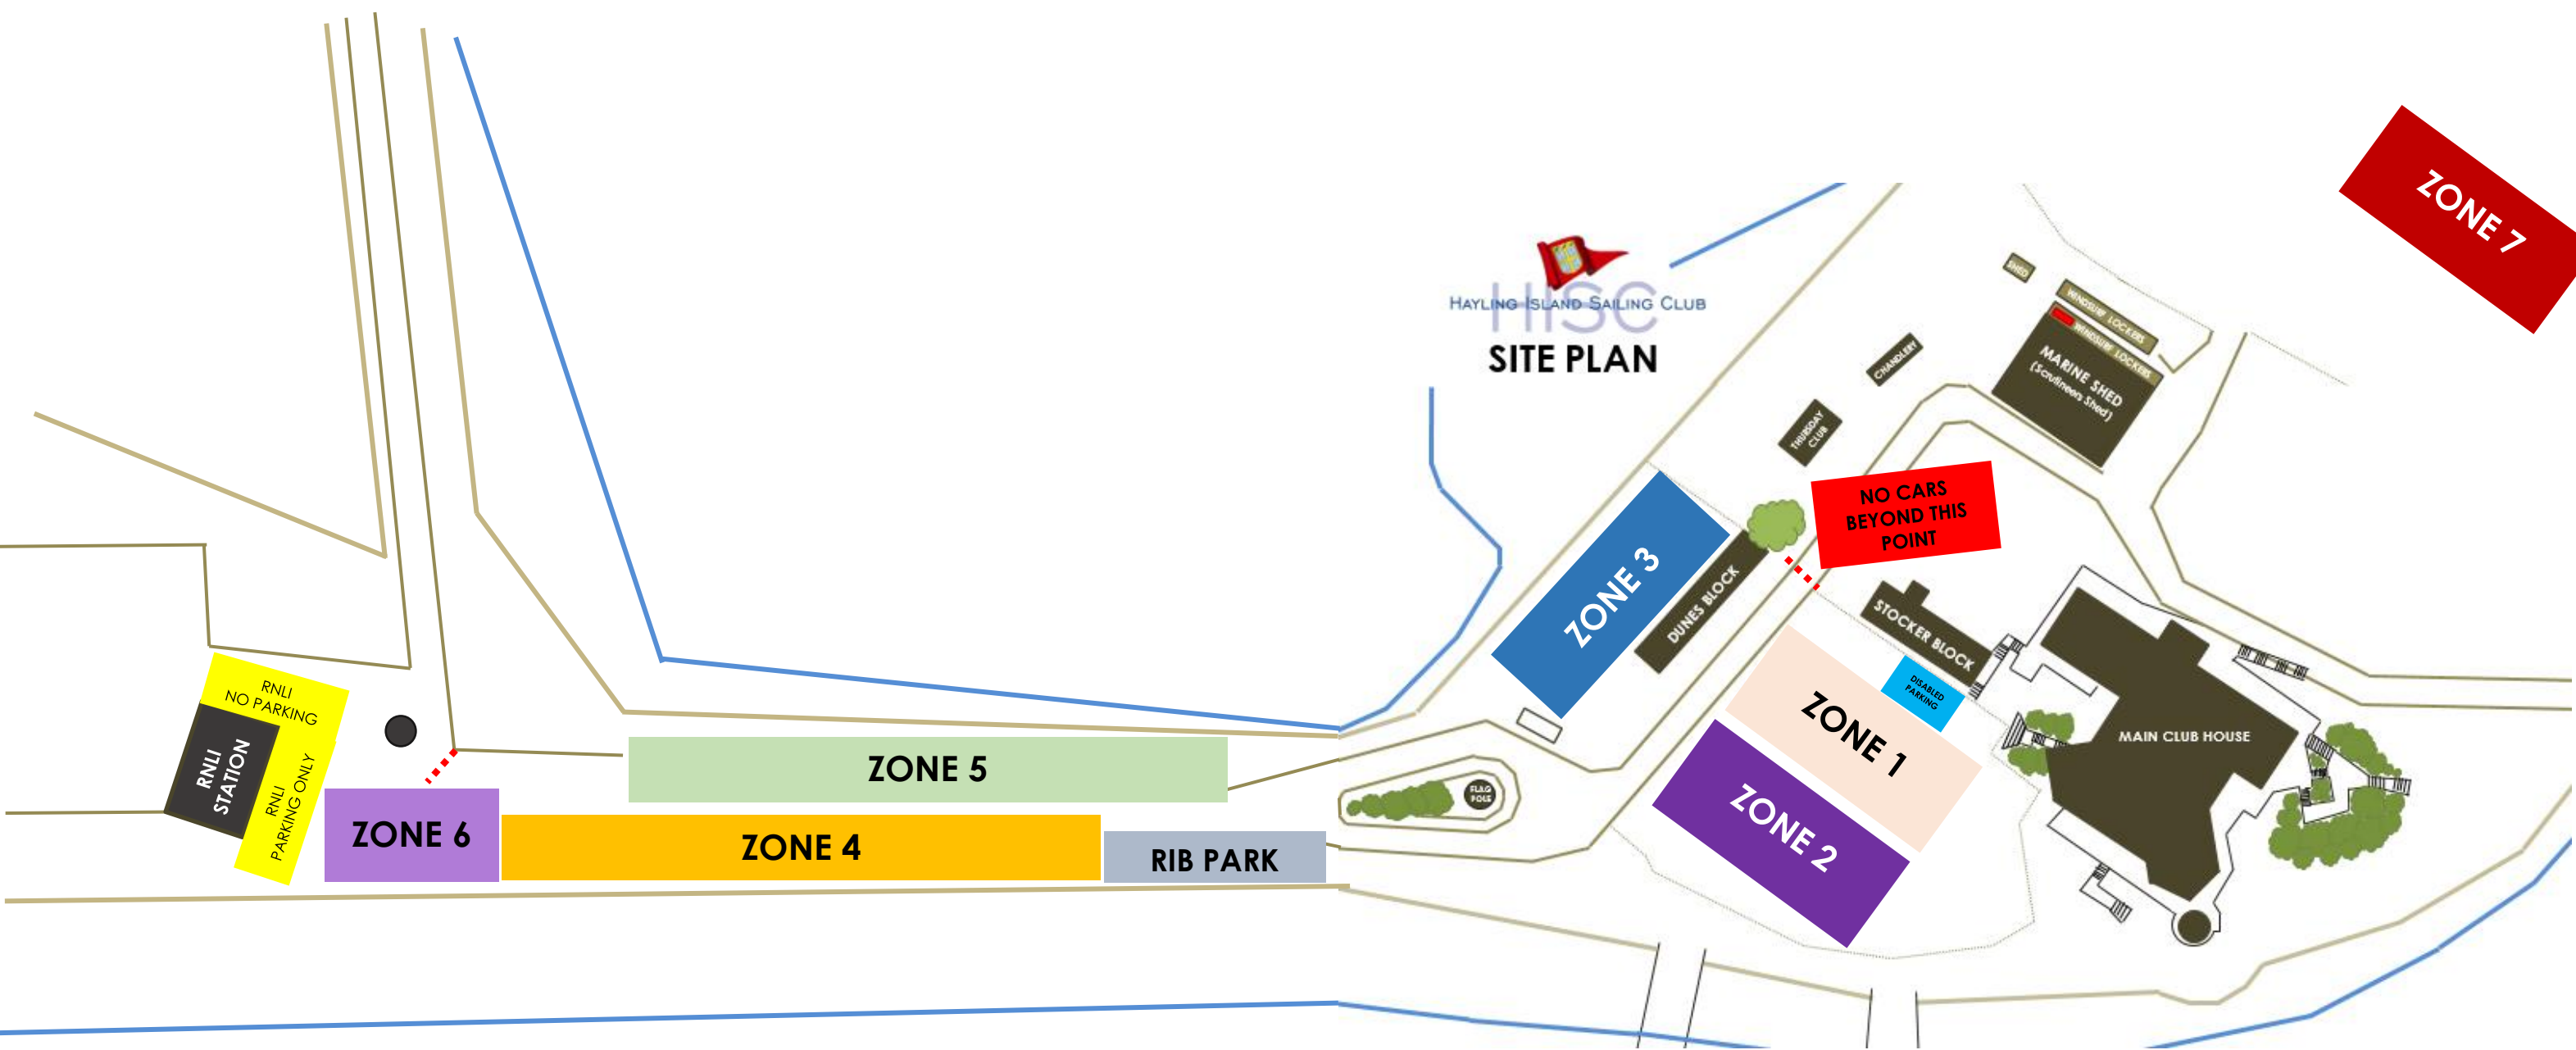 ZONE 7
HISC
HAYLING ISLAND SAILING CLUB
SITE PLAN
SHED
WINDSURF LOCKERS
WINDSURF LOCKERS
MARINE SHED
(Scrutineers Shed)
CHANDLERY
THURSDAY
CLUB
NO CARS
BEYOND THIS
POINT
ZONE 3
DUNES BLOCK
STOCKER BLOCK
DISABLED
PARKING
ZONE 1
ZONE 2
MAIN CLUB HOUSE
FLAG
POLE
RNLI
NO PARKING
RNLI
STATION
RNLI
PARKING ONLY
ZONE 5
ZONE 6
ZONE 4
RIB PARK